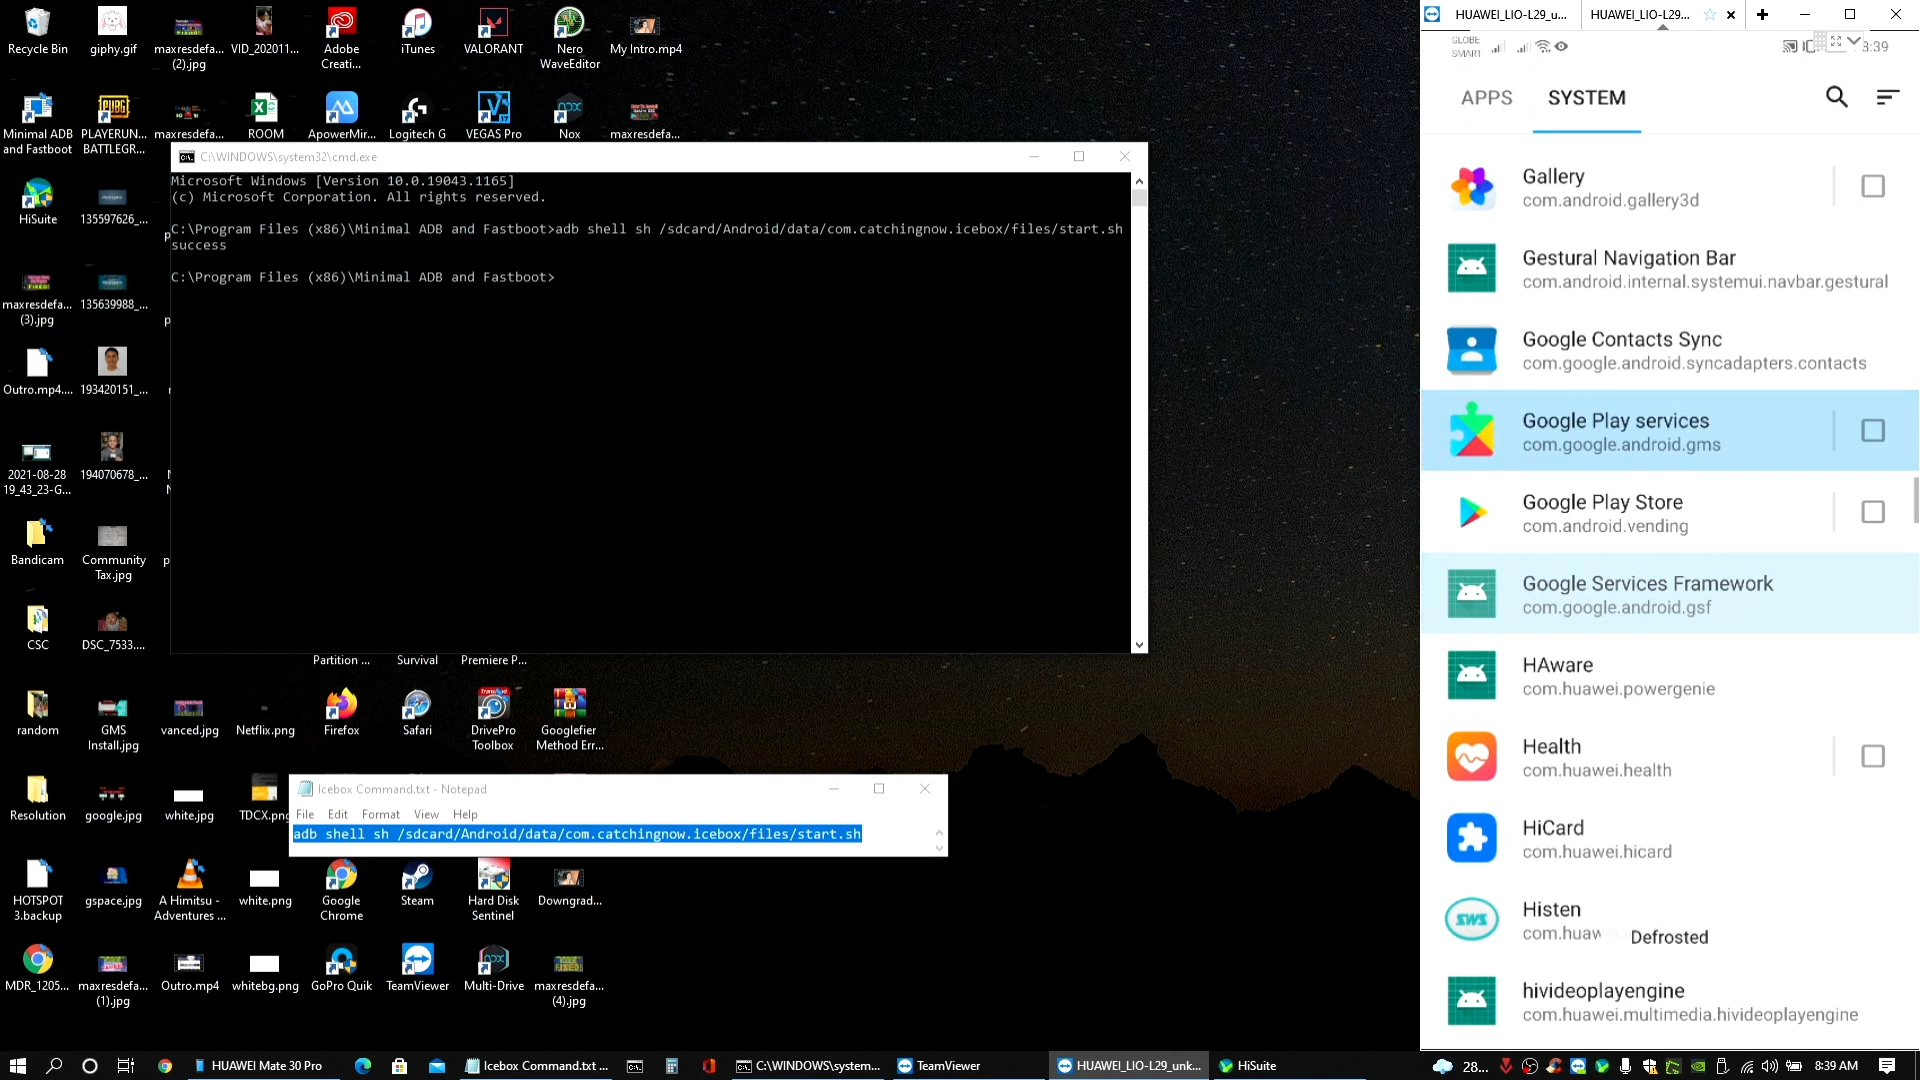 Recycle Bin
giphy.gif
maxresdefa...
(2).jpg
VID_202011...
Adobe
Creati...
iTunes
VALORANT
Nero
WaveEditor
My Intro.mp4
Minimal ADB
and Fastboot
PLAYERUN...
BATTLEGR...
maxresdefa...
ROOM
ApowerMir...
Logitech G
VEGAS Pro
Nox
maxresdefa...
C:\WINDOWS\system32\cmd.exe
Microsoft Windows [Version 10.0.19043.1165]
(c) Microsoft Corporation. All rights reserved.
C:\Program Files (x86)\Minimal ADB and Fastboot>adb shell sh /sdcard/Android/data/com.catchingnow.icebox/files/start.sh
success
C:\Program Files (x86)\Minimal ADB and Fastboot>
HiSuite
135597626_...
maxresdefa...
(3).jpg
135639988_...
Outro.mp4....
193420151_...
2021-08-28
19_43_23-G...
194070678_...
Bandicam
Community
Tax.jpg
CSC
DSC_7533....
Partition ...
Survival
Premiere P...
random
GMS
Install.jpg
vanced.jpg
Netflix.png
Firefox
Safari
DrivePro
Toolbox
Googlefier
Method Err...
Resolution
google.jpg
white.jpg
TDCX.png
Icebox Command.txt - Notepad
File Edit Format View Help
adb shell sh /sdcard/Android/data/com.catchingnow.icebox/files/start.sh
HOTSPOT
3.backup
gspace.jpg
A Himitsu -
Adventures ...
white.png
Google
Chrome
Steam
Hard Disk
Sentinel
Downgrad...
MDR_1205...
maxresdefa...
(1).jpg
Outro.mp4
whitebg.png
GoPro Quik
TeamViewer
Multi-Drive
maxresdefa...
(4).jpg
HUAWEI_LIO-L29_u...
HUAWEI_LIO-L29...
GLOBE
SMART
8:39
APPS
SYSTEM
Gallery
com.android.gallery3d
Gestural Navigation Bar
com.android.internal.systemui.navbar.gestural
Google Contacts Sync
com.google.android.syncadapters.contacts
Google Play services
com.google.android.gms
Google Play Store
com.android.vending
Google Services Framework
com.google.android.gsf
HAware
com.huawei.powergenie
Health
com.huawei.health
HiCard
com.huawei.hicard
Histen
SWS
Defrosted
hivideoplayengine
com.huawei.multimedia.hivideoplayengine
HUAWEI Mate 30 Pro
Icebox Command.txt ...
C:\WINDOWS\system...
TeamViewer
HUAWEI_LIO-L29_unk...
HiSuite
28...
8:39 AM